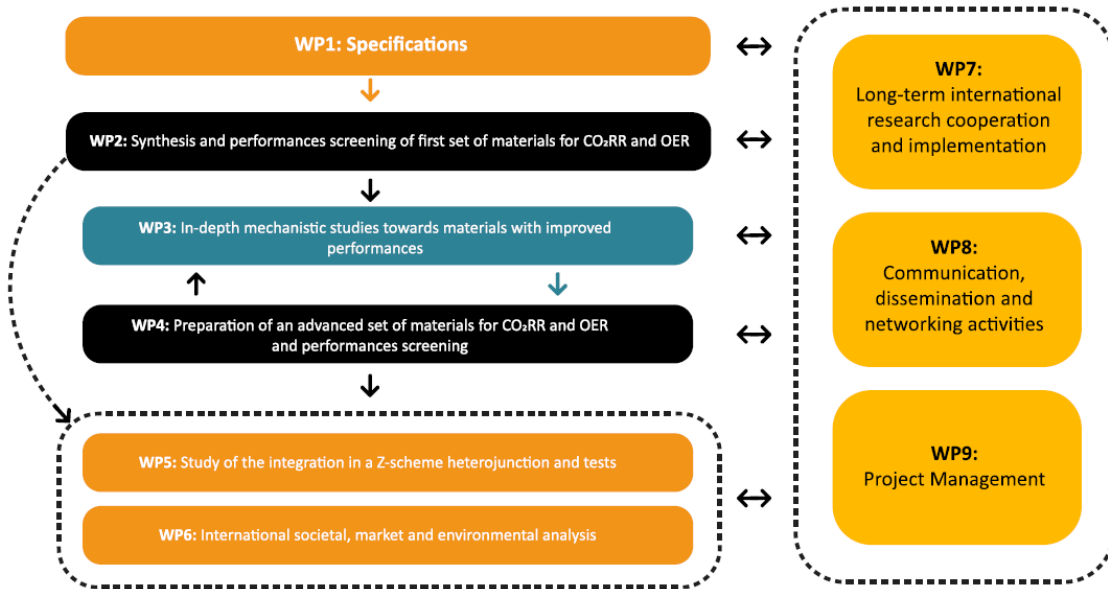 WP1: Specifications
WP2: Synthesis and performances screening of first set of materials for CO₂RR and OER
WP3: In-depth mechanistic studies towards materials with improved
performances
WP4: Preparation of an advanced set of materials for CO₂RR and OER
and performances screening
WP5: Study of the integration in a Z-scheme heterojunction and tests
WP6: International societal, market and environmental analysis
WP7:
Long-term international
research cooperation
and implementation
WP8:
Communication,
dissemination and
networking activities
WP9:
Project Management